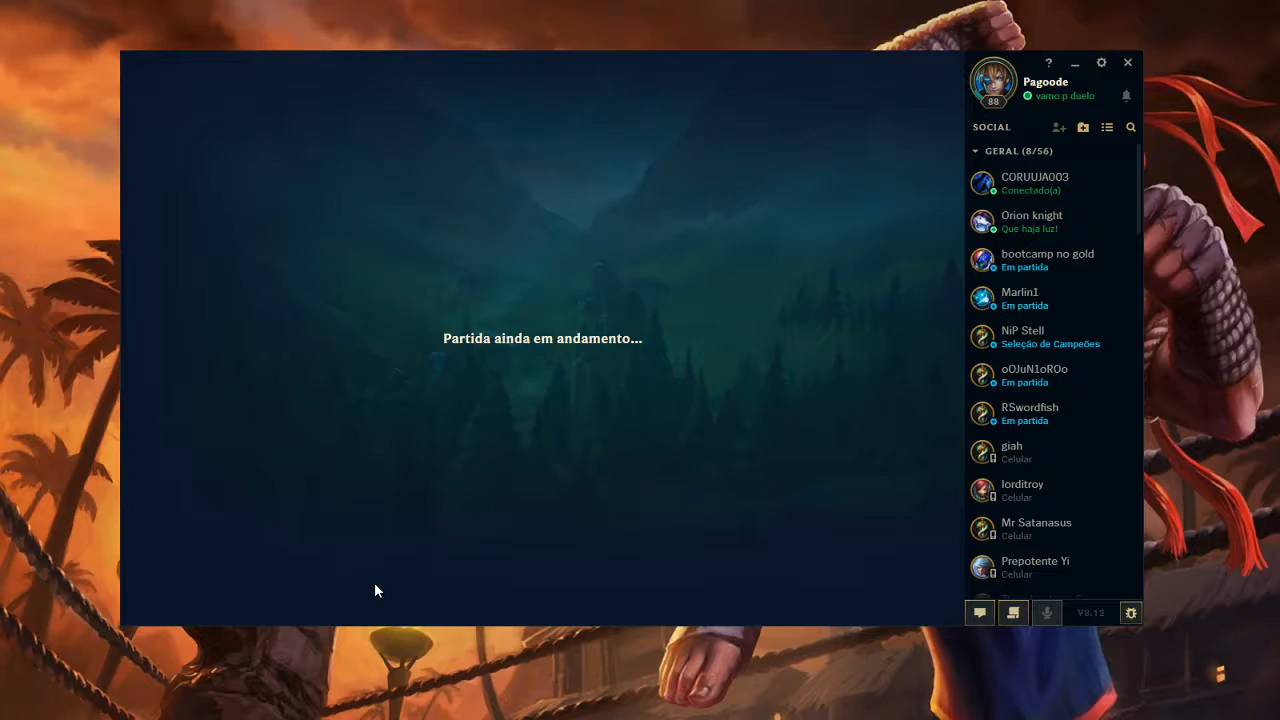 ?
Pagoode
88
vamo p duelo
SOCIAL
GERAL (8/56)
CORUUJA003
Conectado(a)
Orion knight
Que haja luz!
bootcamp no gold
Em partida
Marlin1
Em partida
Partida ainda em andamento...
NiP Stell
Seleção de Campeões
oOJuN1oROo
Em partida
RSwordfish
Em partida
giah
Celular
lorditroy
Celular
Mr Satanasus
Celular
Prepotente Yi
Celular
V8.12